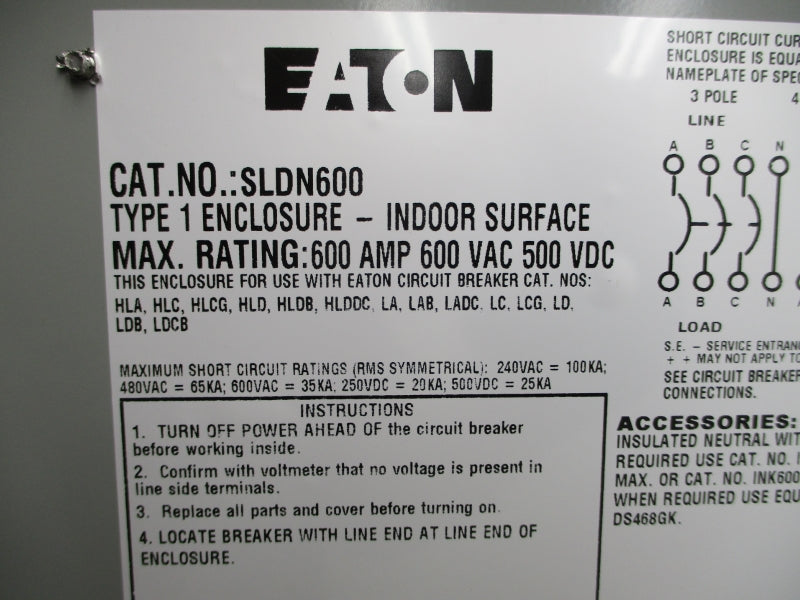 EATON
CAT.NO.:SLDN600
TYPE 1 ENCLOSURE – INDOOR SURFACE
MAX. RATING:600 AMP 600 VAC 500 VDC
THIS ENCLOSURE FOR USE WITH EATON CIRCUIT BREAKER CAT. NOS:
HLA, HLC, HLCG, HLD, HLDB, HLDDC, LA, LAB, LADC, LC, LCG, LD,
LDB, LDCB
MAXIMUM SHORT CIRCUIT RATINGS (RMS SYMMETRICAL): 240VAC = 100KA;
480VAC = 65KA; 600VAC = 35KA; 250VDC = 20KA; 500VDC = 25KA
INSTRUCTIONS
1. TURN OFF POWER AHEAD OF the circuit breaker
before working inside.
2. Confirm with voltmeter that no voltage is present in
line side terminals.
3. Replace all parts and cover before turning on.
4. LOCATE BREAKER WITH LINE END AT LINE END OF
ENCLOSURE.
SHORT CIRCUIT CUR
ENCLOSURE IS EQUA
NAMEPLATE OF SPE
3 POLE 4
LINE
A B C N
A B C N A
LOAD
S.E. – SERVICE ENTRAN
+ + MAY NOT APPLY TO
SEE CIRCUIT BREAKER
CONNECTIONS.
ACCESSORIES:
INSULATED NEUTRAL WIT
REQUIRED USE CAT. NO. I
MAX. OR CAT. NO. INK600
WHEN REQUIRED USE EQU
DS468GK.